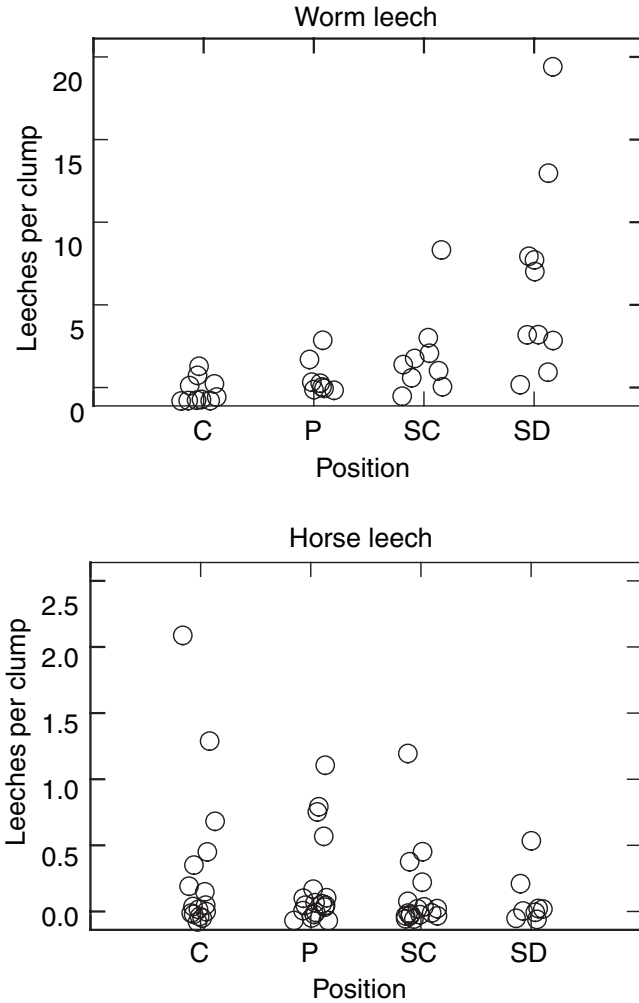 Worm leech
20
15
10
5
0
Leeches per clump
C P SC SD
Position
Horse leech
2.5
2.0
1.5
1.0
0.5
0.0
Leeches per clump
C P SC SD
Position